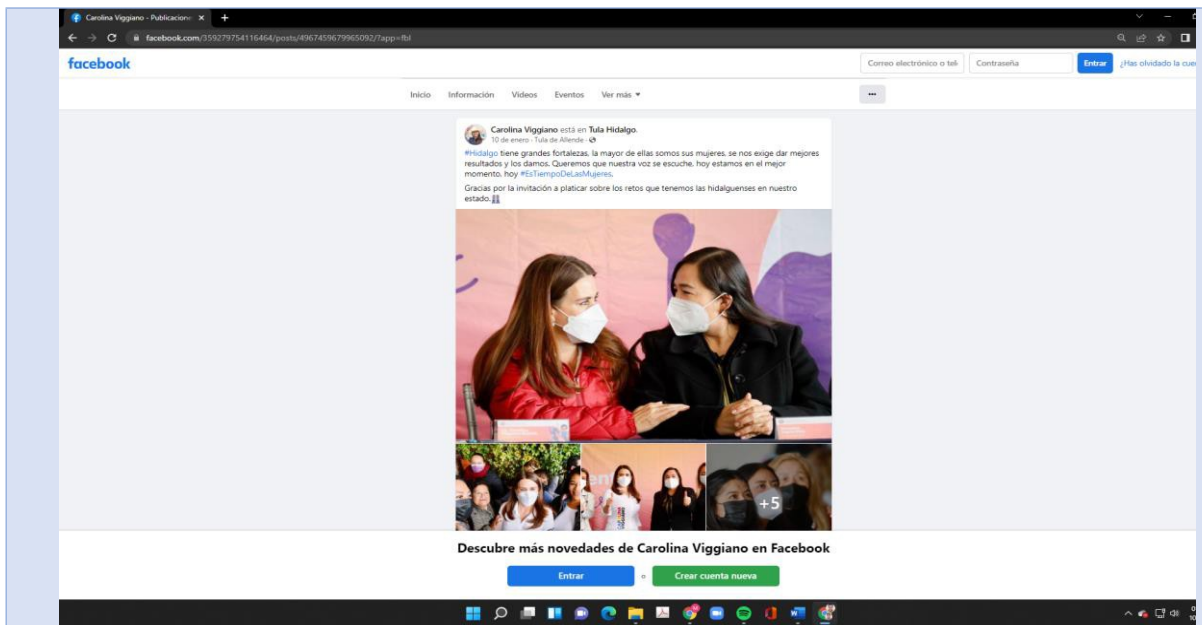 Carolina Viggiano - Publicacione
facebook.com/359279754116464/posts/4967459679965092/?app=fbl
facebook
Correo electrónico o telé
Contraseña
Entrar
¿Has olvidado la cue
Inicio
Información
Vídeos
Eventos
Ver más
Carolina Viggiano está en Tula Hidalgo.
10 de enero · Tula de Allende ·
#Hidalgo tiene grandes fortalezas, la mayor de ellas somos sus mujeres, se nos exige dar mejores
resultados y los damos. Queremos que nuestra voz se escuche, hoy estamos en el mejor
momento, hoy #EsTiempoDeLasMujeres.
Gracias por la invitación a platicar sobre los retos que tenemos las hidalguenses en nuestro
estado.
+5
Descubre más novedades de Carolina Viggiano en Facebook
Entrar
o
Crear cuenta nueva